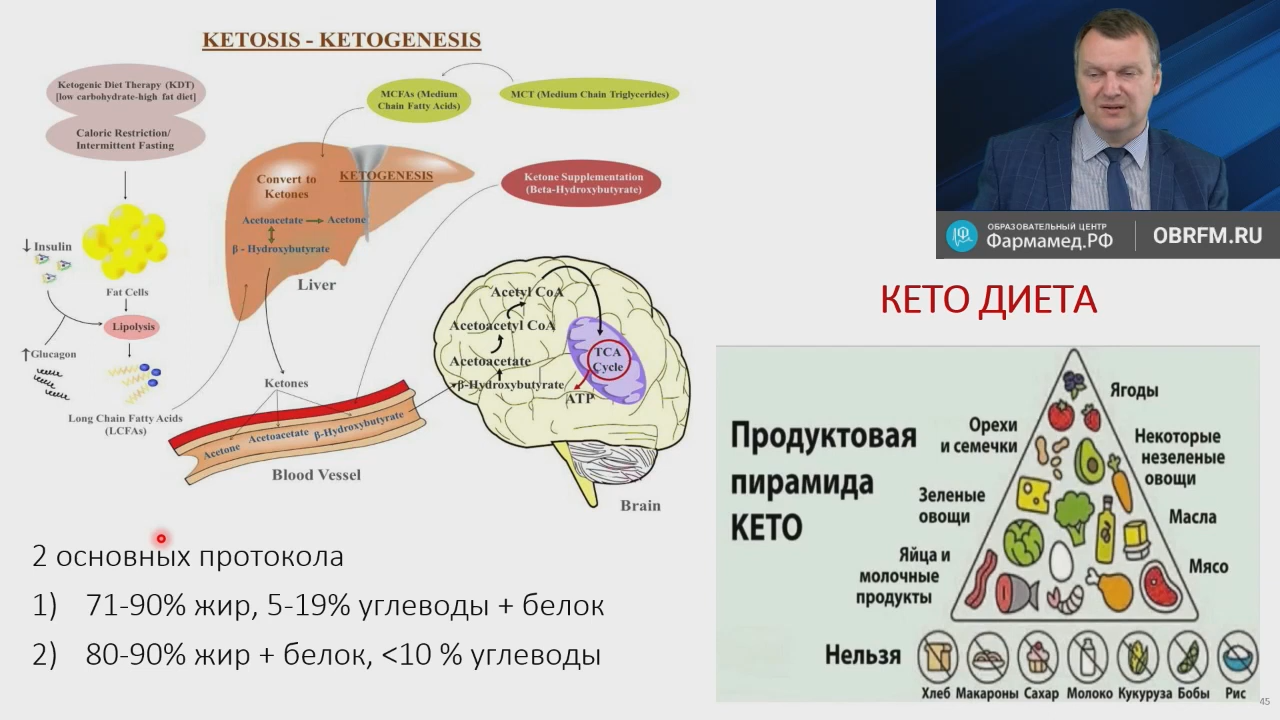 KETOSIS - KETOGENESIS
Ketogenic Diet Therapy (KDT)
[low carbohydrate-high fat diet]
Caloric Restriction/
Intermittent Fasting
MCFAs (Medium
Chain Fatty Acids)
MCT (Medium Chain Triglycerides)
Convert to
Ketones
KETOGENESIS
Ketone Supplementation
(Beta-Hydroxybutyrate)
Acetoacetate
Acetone
β - Hydroxybutyrate
Liver
Insulin
Fat Cells
Lipolysis
Glucagon
Long Chain Fatty Acids
(LCFAs)
Ketones
Acetone
Acetoacetate
β-Hydroxybutyrate
Blood Vessel
Acetyl CoA
Acetoacetyl CoA
Acetoacetate
β-Hydroxybutyrate
TCA
Cycle
ATP
Brain
2 основных протокола
1) 71-90% жир, 5-19% углеводы + белок
2) 80-90% жир + белок, <10 % углеводы
ОБРАЗОВАТЕЛЬНЫЙ ЦЕНТР
Фармамед.РФ
OBRFM.RU
КЕТО ДИЕТА
Продуктовая
пирамида
КЕТО
Ягоды
Орехи
и семечки
Некоторые
незеленые
овощи
Зеленые
овощи
Масла
Яйца и
молочные
продукты
Мясо
Нельзя
Хлеб Макароны Сахар Молоко Кукуруза Бобы Рис
45